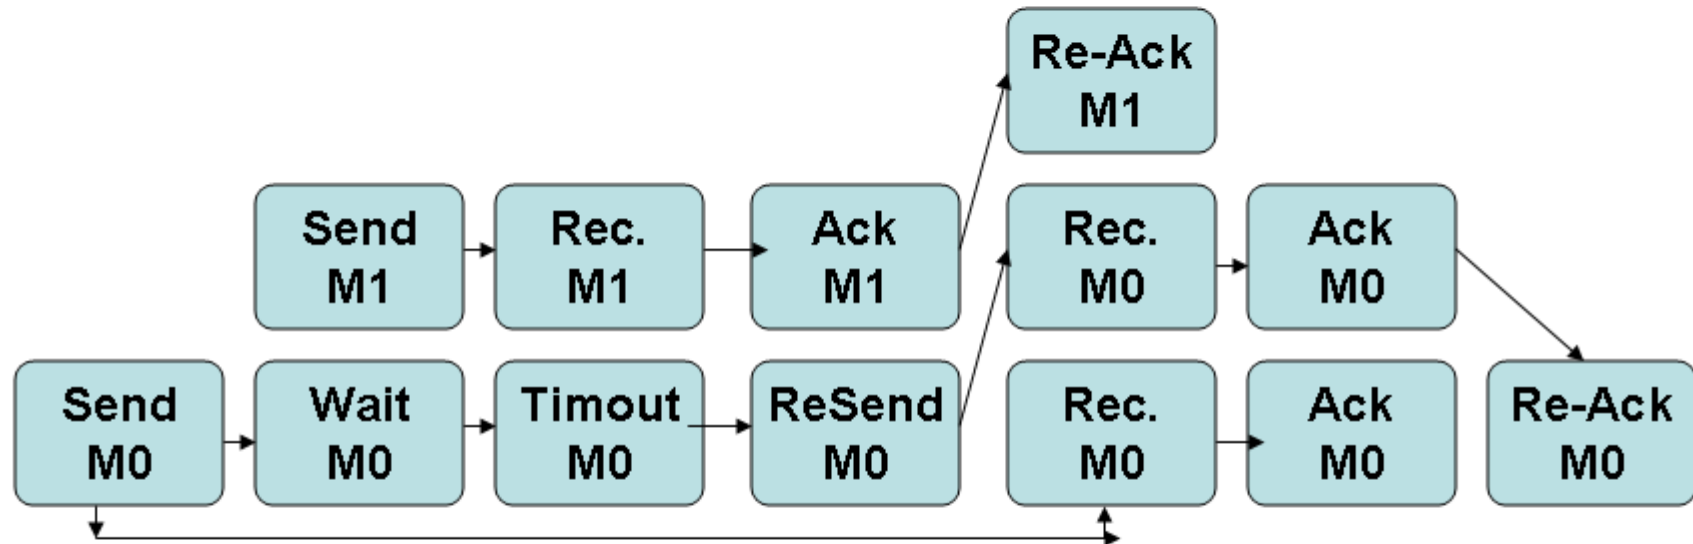 Re-Ack
M1
Send
M1
Rec.
M1
Ack
M1
Rec.
M0
Ack
M0
Send
M0
Wait
M0
Timout
M0
ReSend
M0
Rec.
M0
Ack
M0
Re-Ack
M0